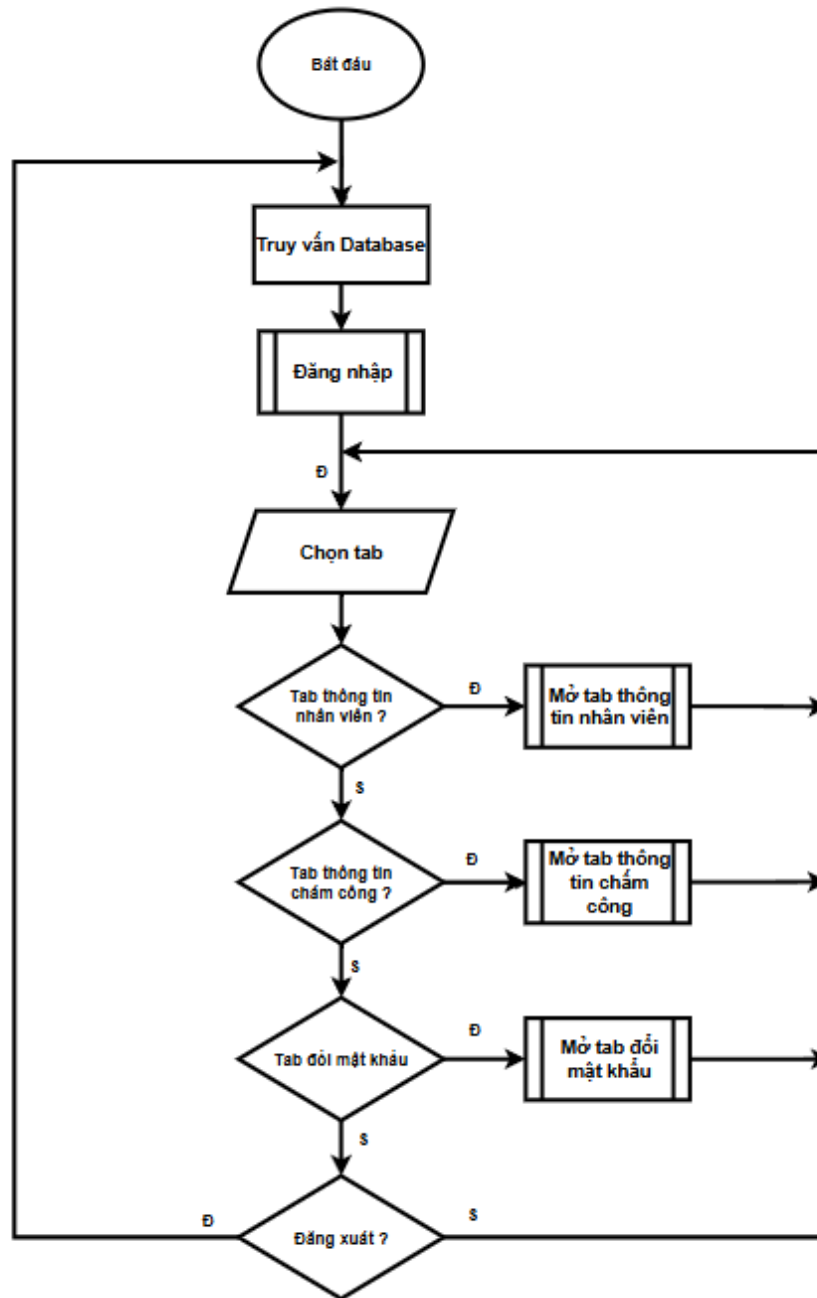 Bắt đầu
Truy vấn Database
Đăng nhập
Đ
Chọn tab
Tab thông tin
nhân viên ?
Đ
Mở tab thông
tin nhân viên
S
Tab thông tin
chấm công ?
Đ
Mở tab thông
tin chấm
công
S
Tab đổi mật khẩu
Đ
Mở tab đổi
mật khẩu
S
Đ
Đăng xuất ?
S